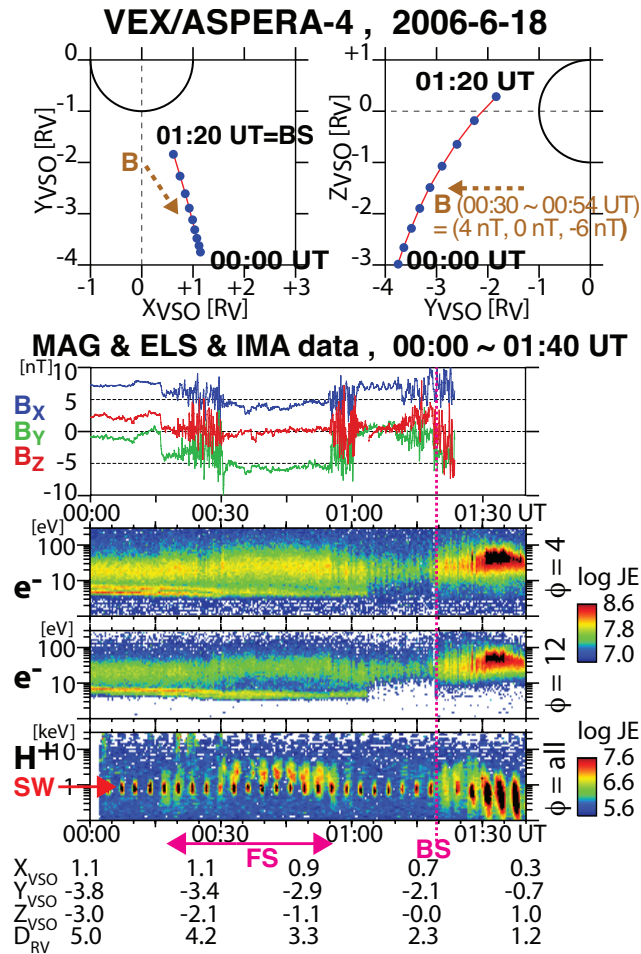 VEX/ASPERA-4 , 2006-6-18
0
-1
-2
-3
-4
YVSO [RV]
01:20 UT=BS
B
00:00 UT
-1 0 +1 +2 +3
XVSO [RV]
+1
0
-1
-2
-3
ZVSO [RV]
01:20 UT
B (00:30 ~ 00:54 UT)
= (4 nT, 0 nT, -6 nT)
00:00 UT
-4 -3 -2 -1 0
YVSO [RV]
MAG & ELS & IMA data , 00:00 ~ 01:40 UT
[nT]
10
5
0
-5
-10
BX
BY
BZ
00:00 00:30 01:00 01:30 UT
[eV]
100
10
e-
φ = 4
log JE
8.6
7.8
7.0
[eV]
100
10
e-
φ = 12
[keV]
10
1
H+
SW
φ = all
log JE
7.6
6.6
5.6
00:00 00:30 01:00 01:30 UT
FS BS
XVSO 1.1 1.1 0.9 0.7 0.3
YVSO -3.8 -3.4 -2.9 -2.1 -0.7
ZVSO -3.0 -2.1 -1.1 -0.0 1.0
DRV 5.0 4.2 3.3 2.3 1.2